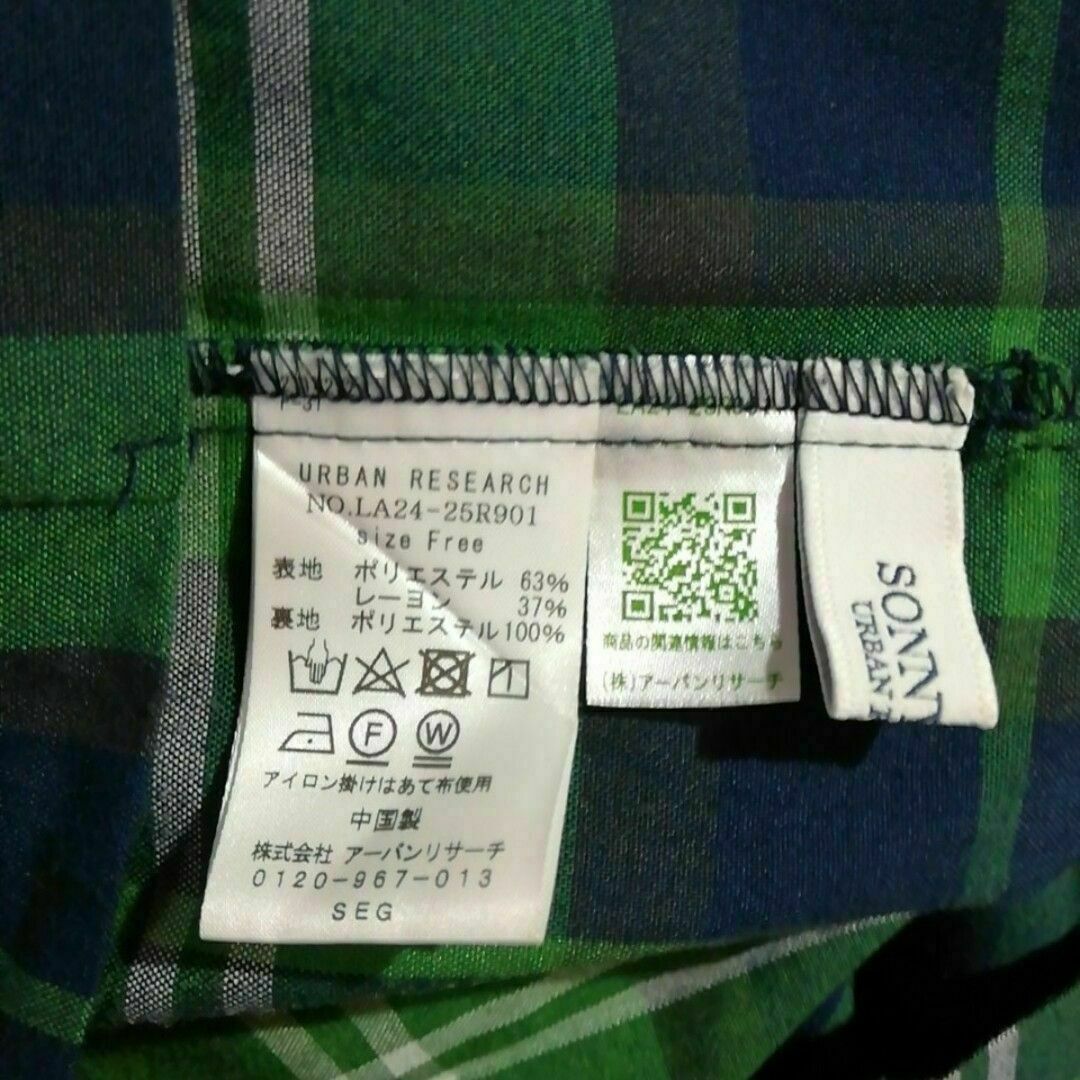 URBAN RESEARCH
NO.LA24-25R901
Size Free
表地 ポリエステル 63%
レーヨン 37%
裏地 ポリエステル100%
F W
アイロン掛けはあて布使用
中国製
株式会社 アーバンリサーチ
0120-967-013
SEG
商品の関連情報はこちら
(株)アーバンリサーチ
SONN
URBAN